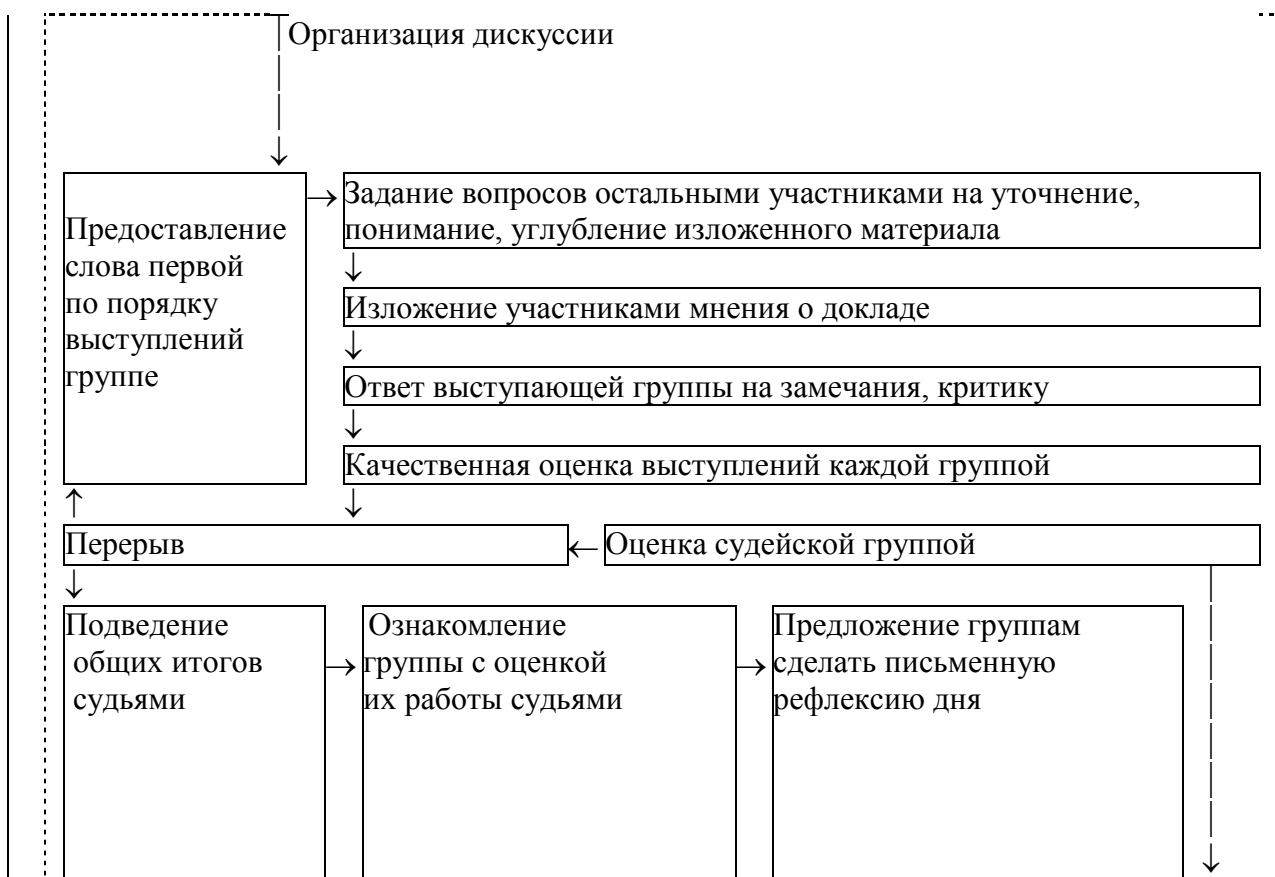 Организация дискуссии
Предоставление
слова первой
по порядку
выступлений
группе
Задание вопросов остальными участниками на уточнение,
понимание, углубление изложенного материала
Изложение участниками мнения о докладе
Ответ выступающей группы на замечания, критику
Качественная оценка выступлений каждой группой
Перерыв
Оценка судейской группой
Подведение
общих итогов
судьями
Ознакомление
группы с оценкой
их работы судьями
Предложение группам
сделать письменную
рефлексию дня